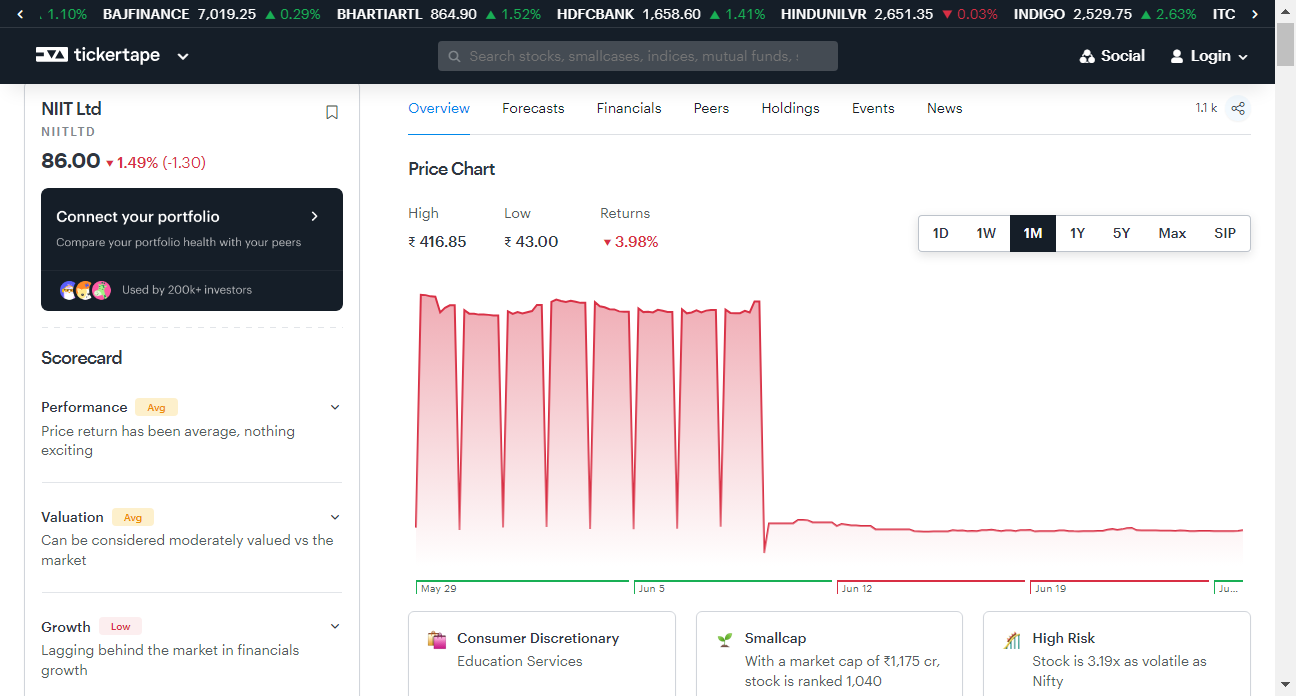 . 1.10% BAJFINANCE 7,019.25 ▲ 0.29% BHARTIARTL 864.90 ▲ 1.52% HDFCBANK 1,658.60 ▲ 1.41% HINDUNILVR 2,651.35 ▼ 0.03% INDIGO 2,529.75 ▲ 2.63% ITC
tickertape
Search stocks, smallcases, indices, mutual funds, :
Social
Login
NIIT Ltd
NIITLTD
86.00 ▼ 1.49% (-1.30)
Connect your portfolio
Compare your portfolio health with your peers
Used by 200k+ investors
Scorecard
Performance Avg
Price return has been average, nothing
exciting
Valuation Avg
Can be considered moderately valued vs the
market
Growth Low
Lagging behind the market in financials
growth
Overview Forecasts Financials Peers Holdings Events News
1.1 k
Price Chart
High Low Returns
₹ 416.85 ₹ 43.00 ▼ 3.98%
1D 1W 1M 1Y 5Y Max SIP
May 29 Jun 5 Jun 12 Jun 19 Ju...
Consumer Discretionary
Education Services
Smallcap
With a market cap of ₹1,175 cr,
stock is ranked 1,040
High Risk
Stock is 3.19x as volatile as
Nifty